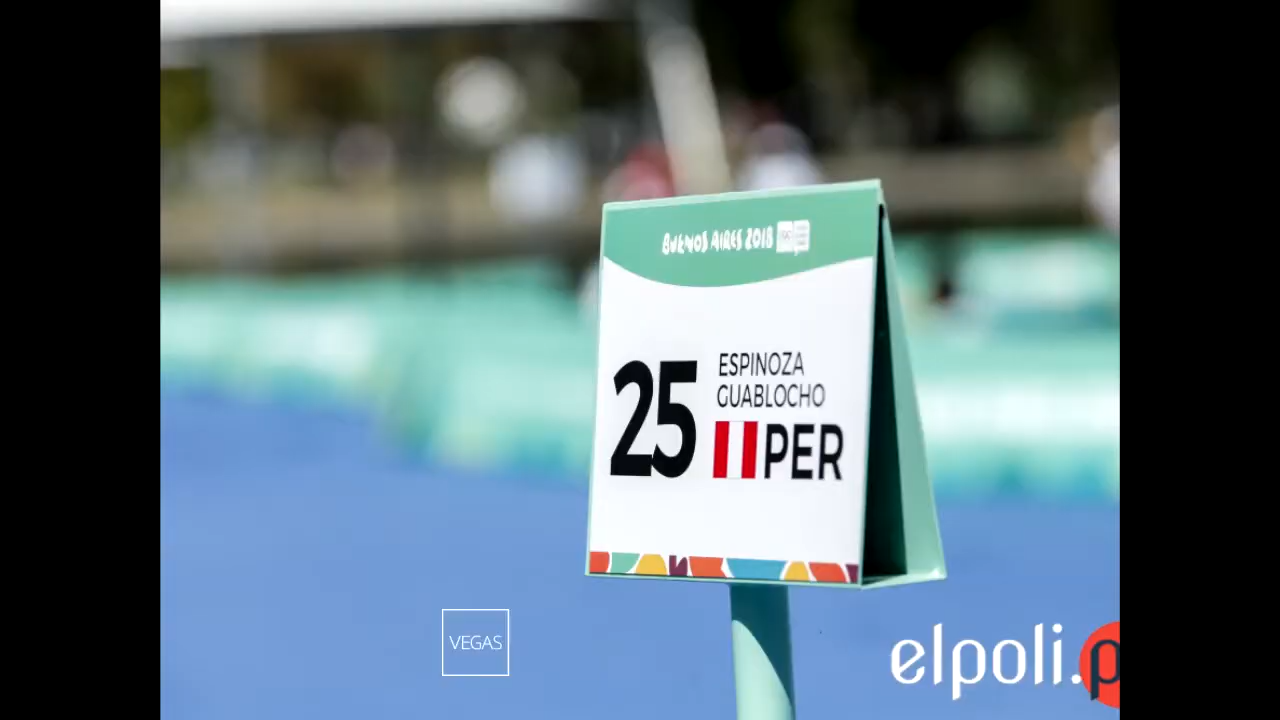 BUENOS AIRES 2018
25
ESPINOZA
GUABLOCHO
PER
VEGAS
elpoli.p